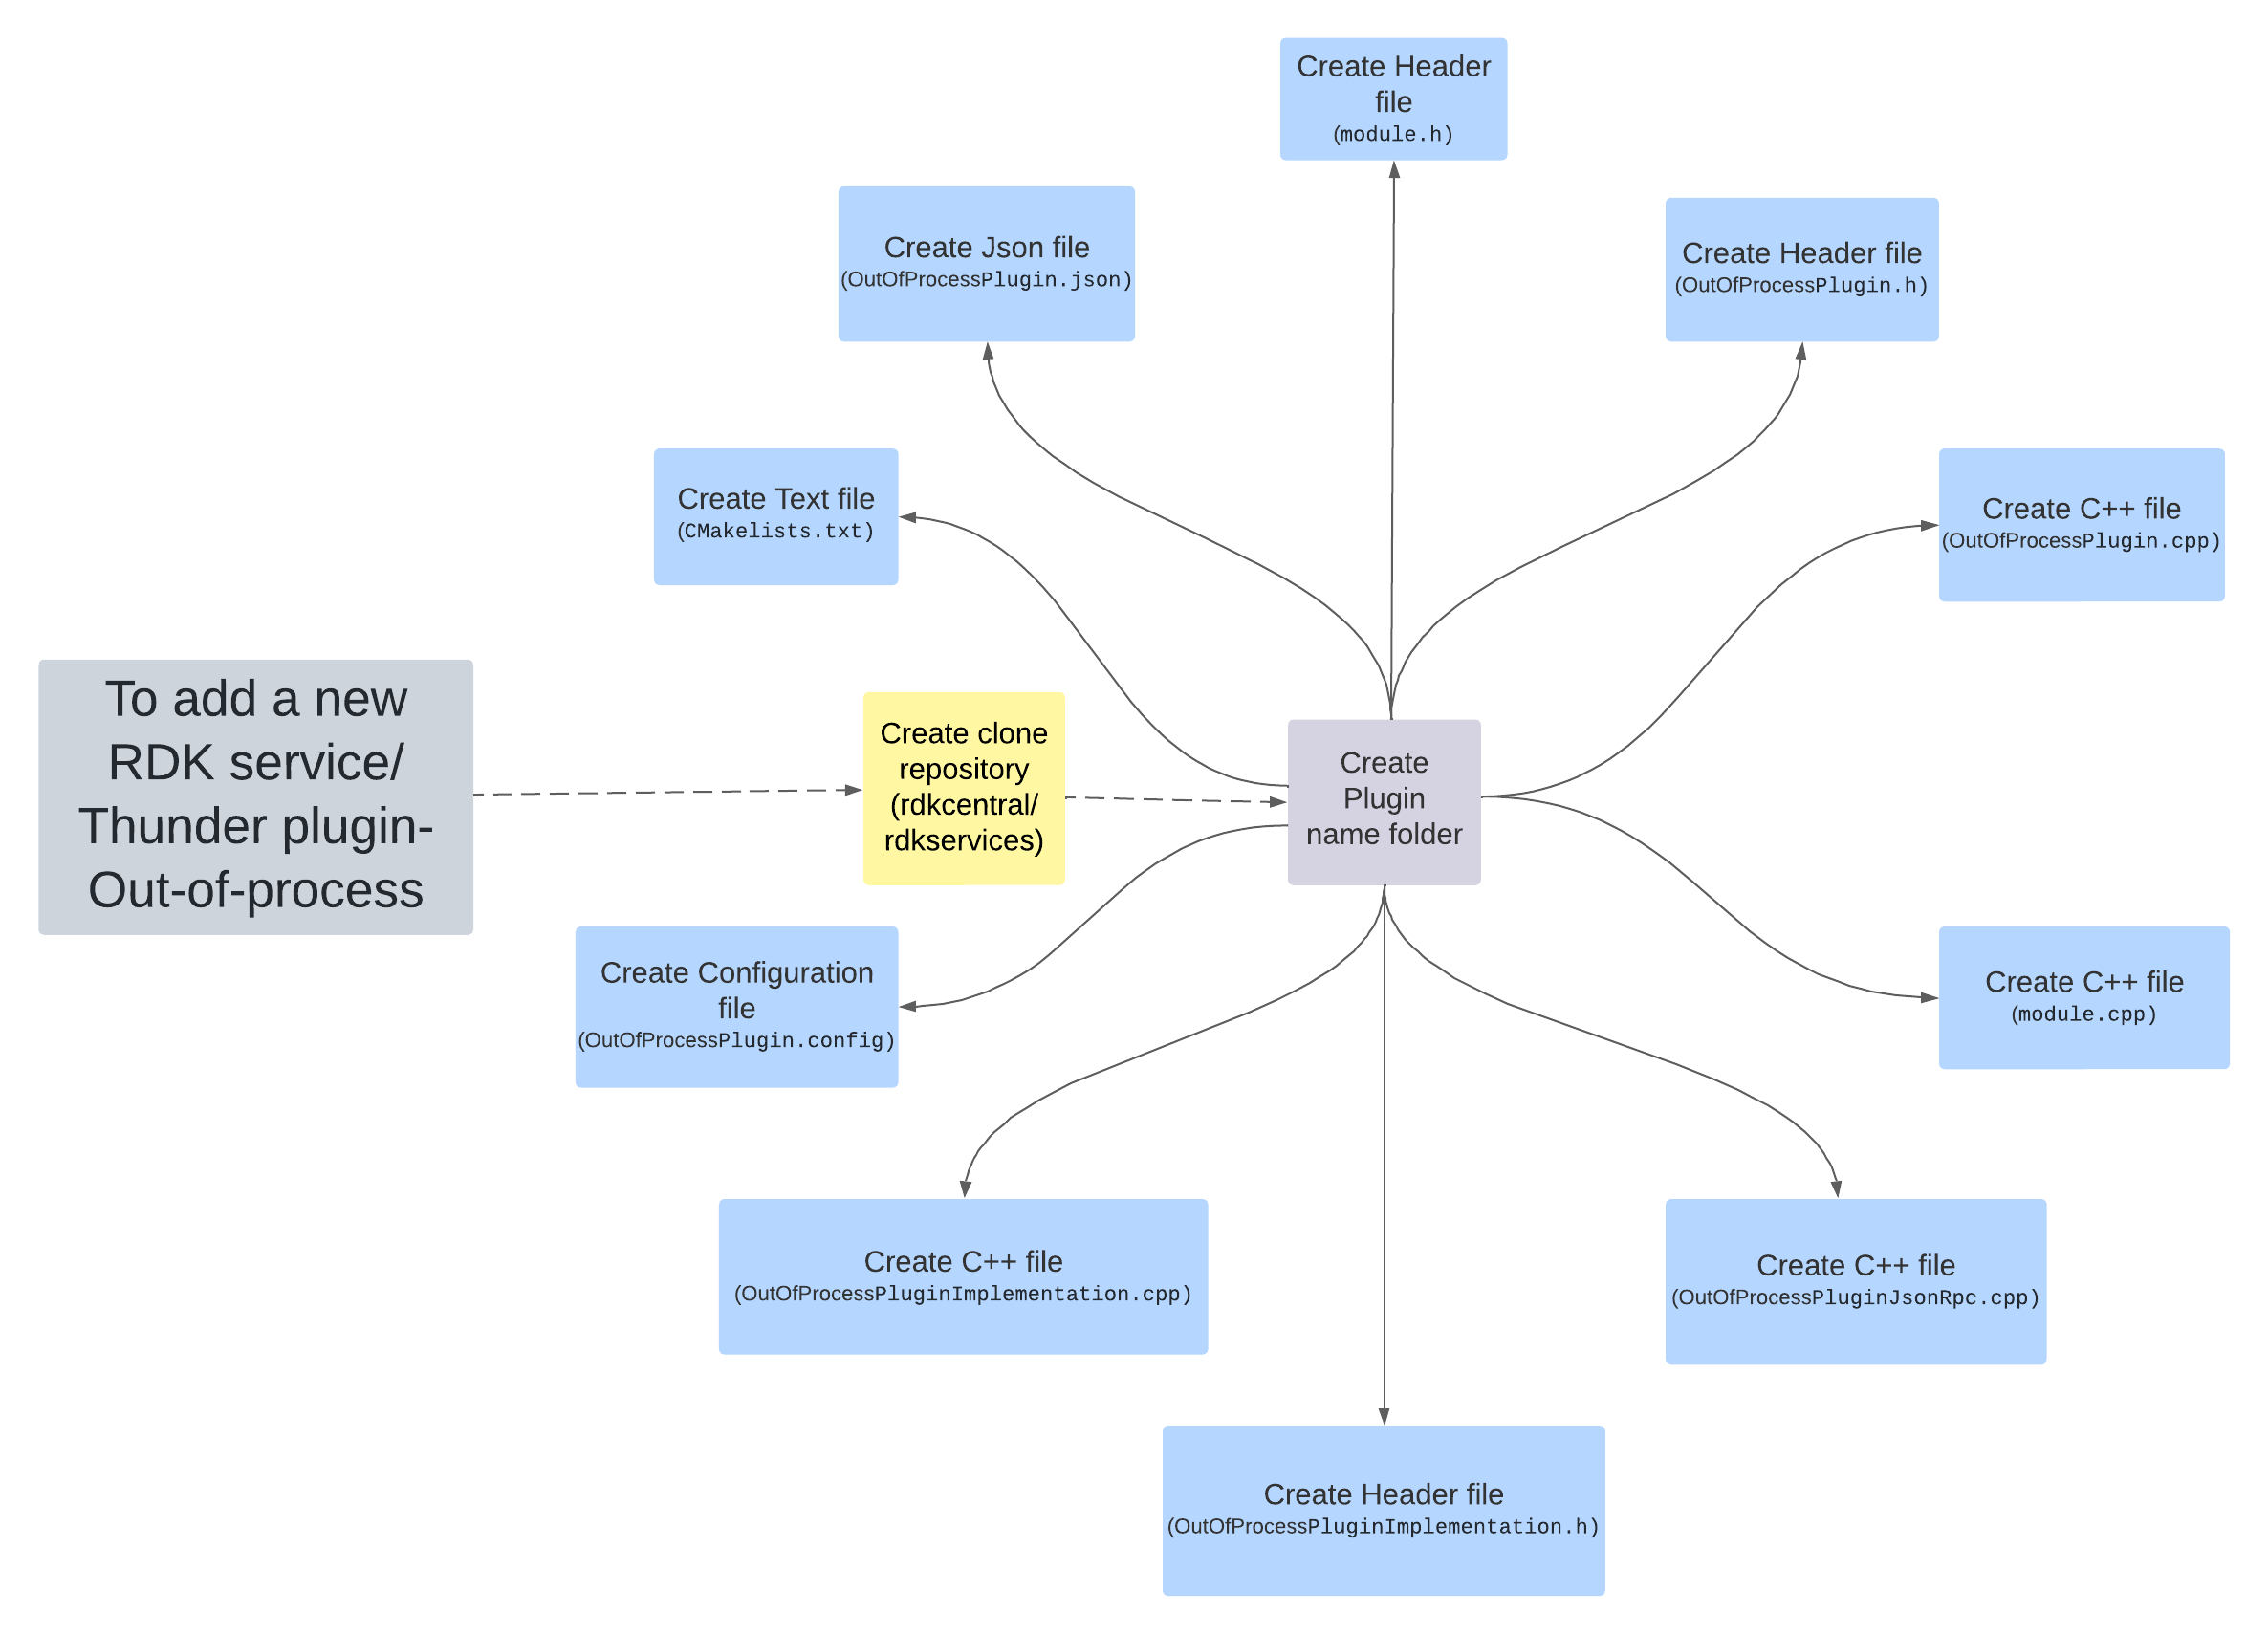 Create Header
file
(module.h)
Create Json file
(OutOfProcessPlugin.json)
Create Header file
(OutOfProcessPlugin.h)
Create Text file
(CMakelists.txt)
Create C++ file
(OutOfProcessPlugin.cpp)
To add a new
RDK service/
Thunder plugin-
Out-of-process
Create clone
repository
(rdkcentral/
rdkservices)
Create
Plugin
name folder
Create Configuration
file
(OutOfProcessPlugin.config)
Create C++ file
(module.cpp)
Create C++ file
(OutOfProcessPluginImplementation.cpp)
Create C++ file
(OutOfProcessPluginJsonRpc.cpp)
Create Header file
(OutOfProcessPluginImplementation.h)